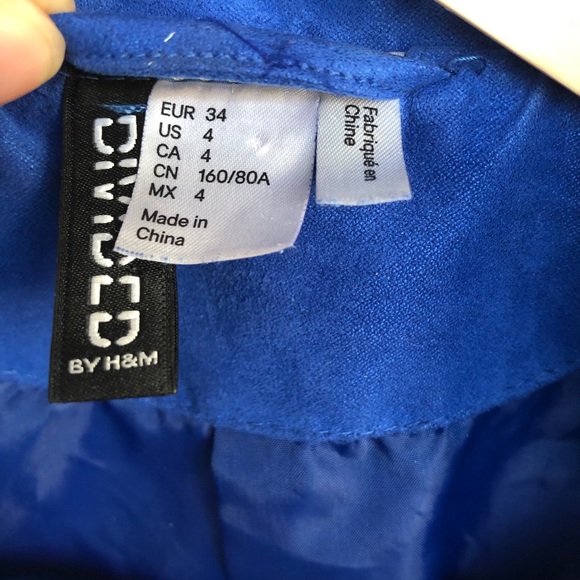 DIVIDED
BY H&M
EUR 34
US 4
CA 4
CN 160/80A
MX 4
Made in
China
Fabriqué en
Chine